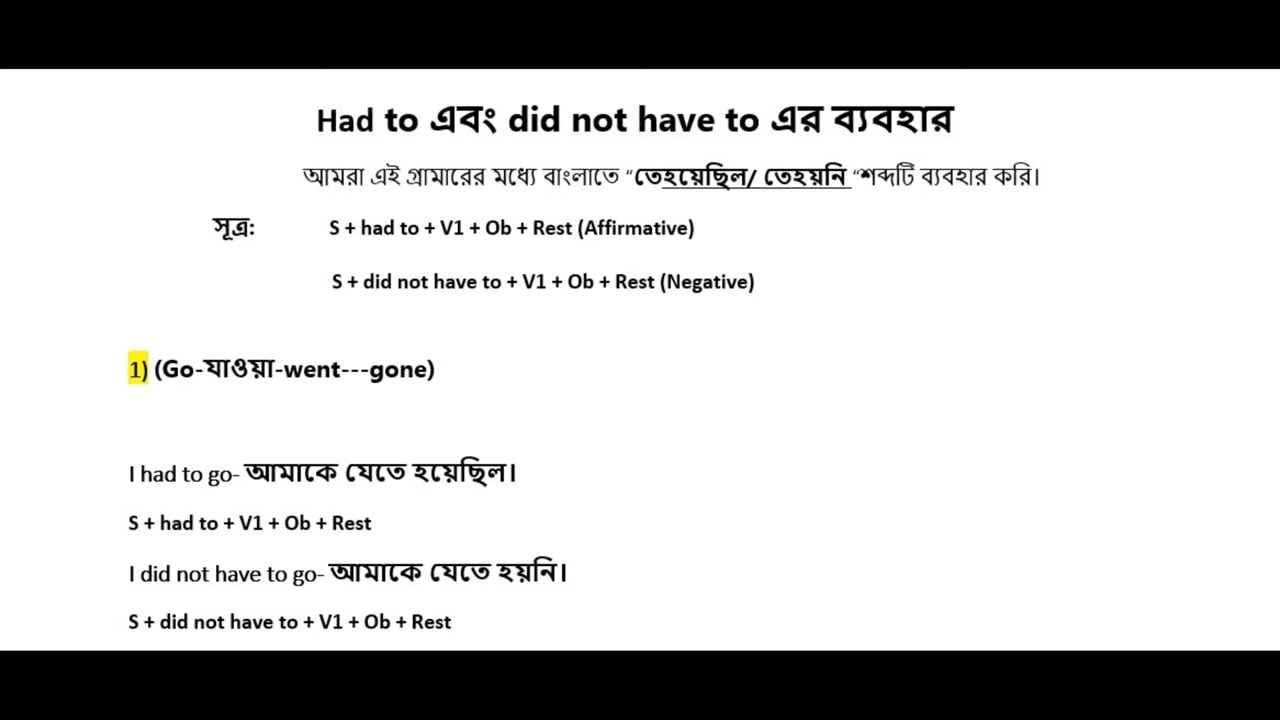 Had to এবং did not have to এর ব্যবহার
আমরা এই গ্রামারের মধ্যে বাংলাতে “তেহয়েছিল/ তেহয়নি “শব্দটি ব্যবহার করি।
সূত্র: S + had to + V1 + Ob + Rest (Affirmative)
S + did not have to + V1 + Ob + Rest (Negative)
1) (Go-যাওয়া-went---gone)
I had to go- আমাকে যেতে হয়েছিল।
S + had to + V1 + Ob + Rest
I did not have to go- আমাকে যেতে হয়নি।
S + did not have to + V1 + Ob + Rest